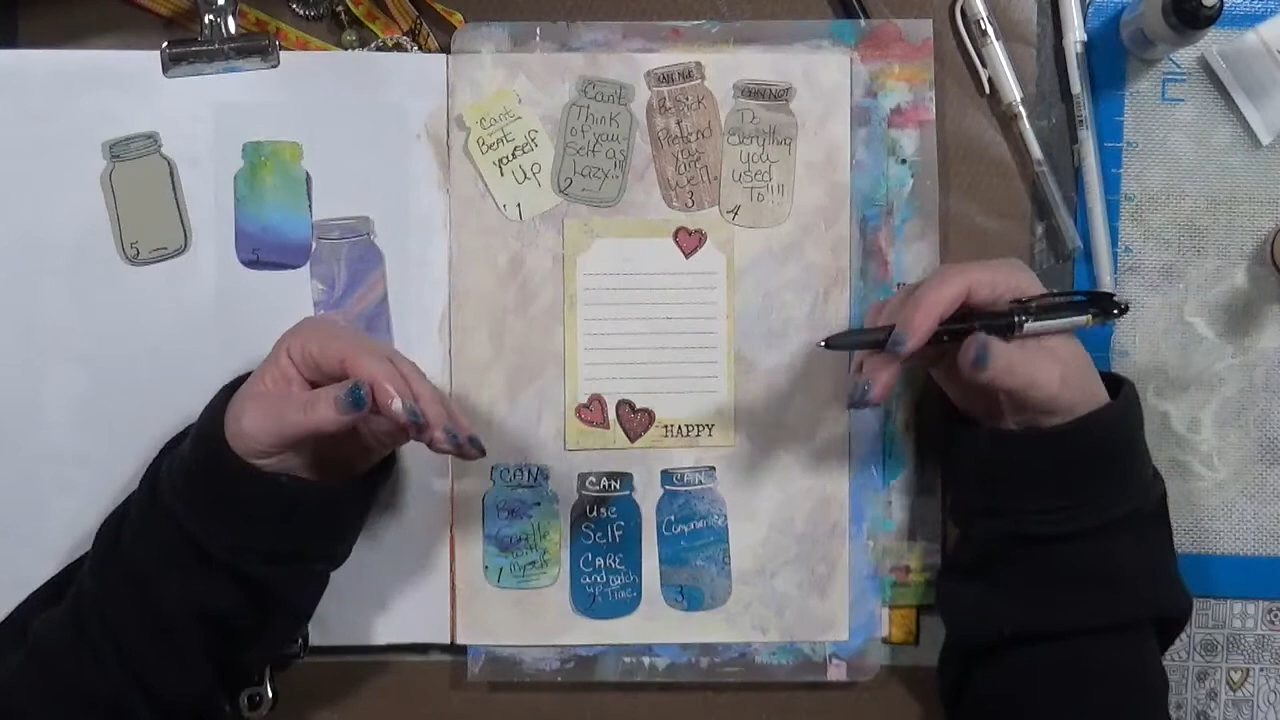 Can't
Beat
yourself
Up
1
Can't
Think
of you-
self as
Lazy!!!
2
CAN NOT
Be Sick
&
Pretend
your
are
Well.
3
CAN NOT
Do
Everything
you
used
To!!!
4
5
5
HAPPY
CAN
Be
Gentle
with
myself
1
CAN
Use
Self
CARE
and catch
up Time.
CAN
Compromise
3